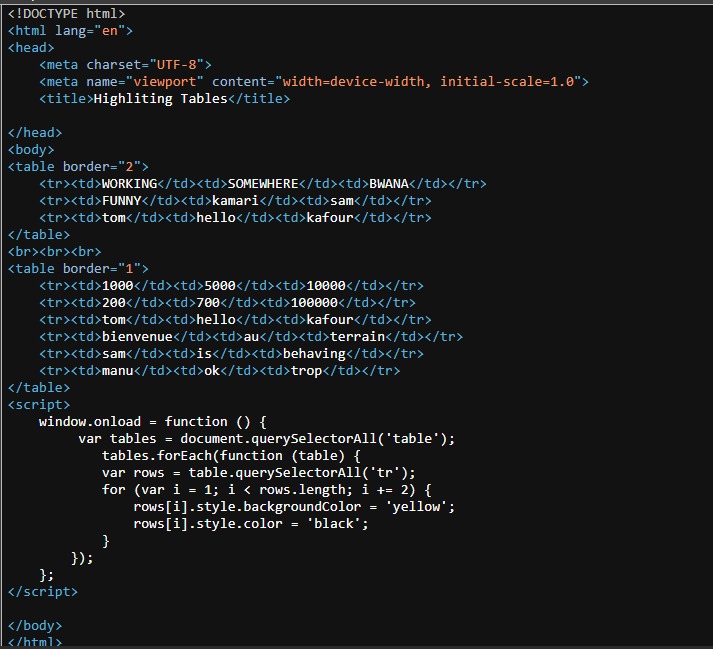 <!DOCTYPE html>
<html lang="en">
<head>
    <meta charset="UTF-8">
    <meta name="viewport" content="width=device-width, initial-scale=1.0">
    <title>Highliting Tables</title>

</head>
<body>
<table border="2">
    <tr><td>WORKING</td><td>SOMEWHERE</td><td>BWANA</td></tr>
    <tr><td>FUNNY</td><td>kamari</td><td>sam</td></tr>
    <tr><td>tom</td><td>hello</td><td>kafour</td></tr>
</table>
<br><br><br>
<table border="1">
    <tr><td>1000</td><td>5000</td><td>10000</td></tr>
    <tr><td>200</td><td>700</td><td>100000</td></tr>
    <tr><td>tom</td><td>hello</td><td>kafour</td></tr>
    <tr><td>bienvenue</td><td>au</td><td>terrain</td></tr>
    <tr><td>sam</td><td>is</td><td>behaving</td></tr>
    <tr><td>manu</td><td>ok</td><td>trop</td></tr>
</table>
<script>
    window.onload = function () {
         var tables = document.querySelectorAll('table');
            tables.forEach(function (table) {
            var rows = table.querySelectorAll('tr');
            for (var i = 1; i < rows.length; i += 2) {
                rows[i].style.backgroundColor = 'yellow';
                rows[i].style.color = 'black';
            }
        });
    };
</script>

</body>
</html>